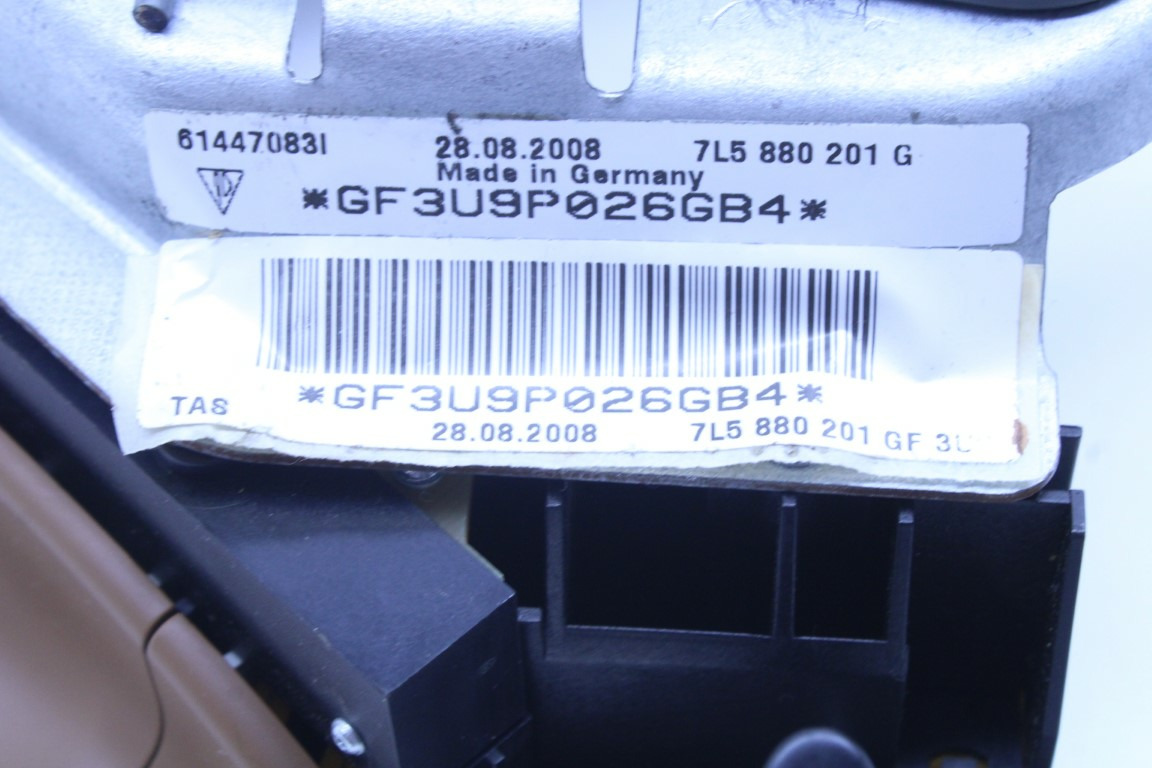 61447083I 28.08.2008 7L5 880 201 G
Made in Germany
*GF3U9P026GB4*
*GF3U9P026GB4*
TAS 28.08.2008 7L5 880 201 GF 3U